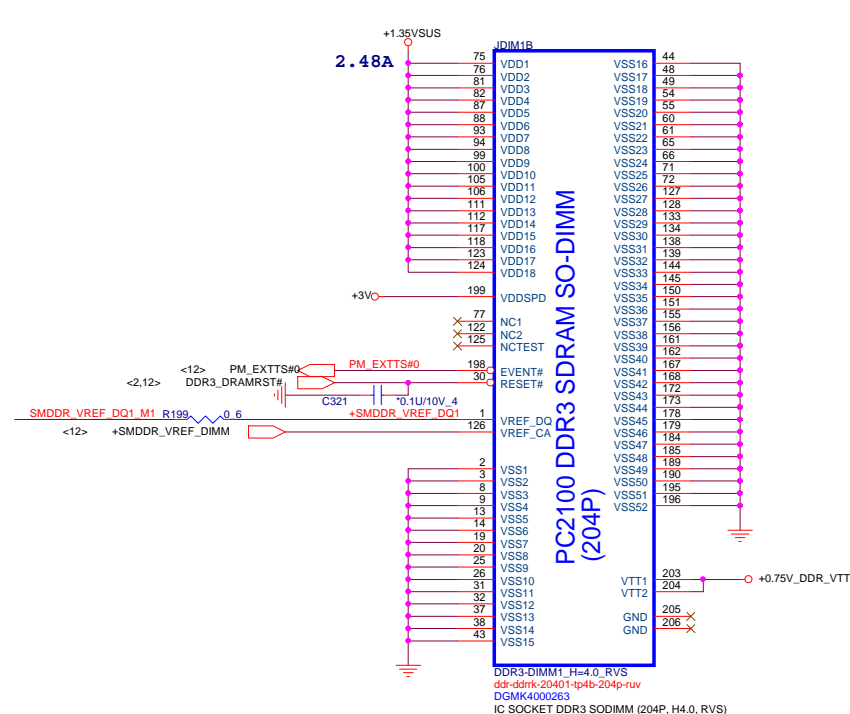 +1.35VSUS
2.48A
JDIM1B
75 VDD1
76 VDD2
81 VDD3
82 VDD4
87 VDD5
88 VDD6
93 VDD7
94 VDD8
99 VDD9
100 VDD10
105 VDD11
106 VDD12
111 VDD13
112 VDD14
117 VDD15
118 VDD16
123 VDD17
124 VDD18
+3V 199 VDDSPD
77 NC1
122 NC2
125 NCTEST
<12> PM_EXTTS#0 PM_EXTTS#0 198 EVENT#
<2,12> DDR3_DRAMRST# 30 RESET#
C321 *0.1U/10V_4
SMDDR_VREF_DQ1_M1 R199 0_6 +SMDDR_VREF_DQ1 1 VREF_DQ
<12> +SMDDR_VREF_DIMM 126 VREF_CA
2 VSS1
3 VSS2
8 VSS3
9 VSS4
13 VSS5
14 VSS6
19 VSS7
20 VSS8
25 VSS9
26 VSS10
31 VSS11
32 VSS12
37 VSS13
38 VSS14
43 VSS15
PC2100 DDR3 SDRAM SO-DIMM
(204P)
VSS16 44
VSS17 48
VSS18 49
VSS19 54
VSS20 55
VSS21 60
VSS22 61
VSS23 65
VSS24 66
VSS25 71
VSS26 72
VSS27 127
VSS28 128
VSS29 133
VSS30 134
VSS31 138
VSS32 139
VSS33 144
VSS34 145
VSS35 150
VSS36 151
VSS37 155
VSS38 156
VSS39 161
VSS40 162
VSS41 167
VSS42 168
VSS43 172
VSS44 173
VSS45 178
VSS46 179
VSS47 184
VSS48 185
VSS49 189
VSS50 190
VSS51 195
VSS52 196
VTT1 203 +0.75V_DDR_VTT
VTT2 204
GND 205
GND 206
DDR3-DIMM1_H=4.0_RVS
ddr-ddrrk-20401-tp4b-204p-ruv
DGMK4000263
IC SOCKET DDR3 SODIMM (204P, H4.0, RVS)